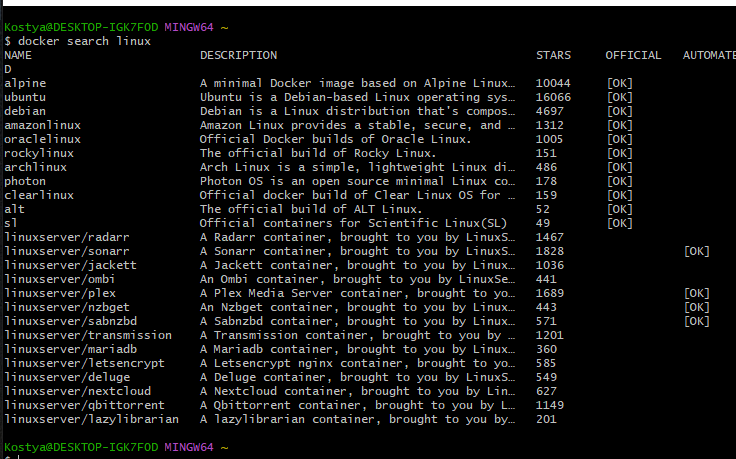 Kostya@DESKTOP-IGK7FOD MINGW64 ~
$ docker search linux
NAME DESCRIPTION STARS OFFICIAL AUTOMATE
D
alpine A minimal Docker image based on Alpine Linux… 10044 [OK]
ubuntu Ubuntu is a Debian-based Linux operating sys… 16066 [OK]
debian Debian is a Linux distribution that's compos… 4697 [OK]
amazonlinux Amazon Linux provides a stable, secure, and … 1312 [OK]
oraclelinux Official Docker builds of Oracle Linux. 1005 [OK]
rockylinux The official build of Rocky Linux. 151 [OK]
archlinux Arch Linux is a simple, lightweight Linux di… 486 [OK]
photon Photon OS is an open source minimal Linux co… 178 [OK]
clearlinux Official docker build of Clear Linux OS for … 159 [OK]
alt The official build of ALT Linux. 52 [OK]
sl Official containers for Scientific Linux(SL) 49 [OK]
linuxserver/radarr A Radarr container, brought to you by LinuxS… 1467
linuxserver/sonarr A Sonarr container, brought to you by LinuxS… 1828 [OK]
linuxserver/jackett A Jackett container, brought to you by Linux… 1036
linuxserver/ombi An Ombi container, brought to you by LinuxSe… 441
linuxserver/plex A Plex Media Server container, brought to yo… 1689 [OK]
linuxserver/nzbget An Nzbget container, brought to you by Linux… 443 [OK]
linuxserver/sabnzbd A Sabnzbd container, brought to you by Linux… 571 [OK]
linuxserver/transmission A Transmission container, brought to you by … 1201
linuxserver/mariadb A Mariadb container, brought to you by Linux… 360
linuxserver/letsencrypt A Letsencrypt nginx container, brought to yo… 585
linuxserver/deluge A Deluge container, brought to you by LinuxS… 549
linuxserver/nextcloud A Nextcloud container, brought to you by Lin… 627
linuxserver/qbittorrent A Qbittorrent container, brought to you by L… 1149
linuxserver/lazylibrarian A lazylibrarian container, brought to you by… 201
Kostya@DESKTOP-IGK7FOD MINGW64 ~
$